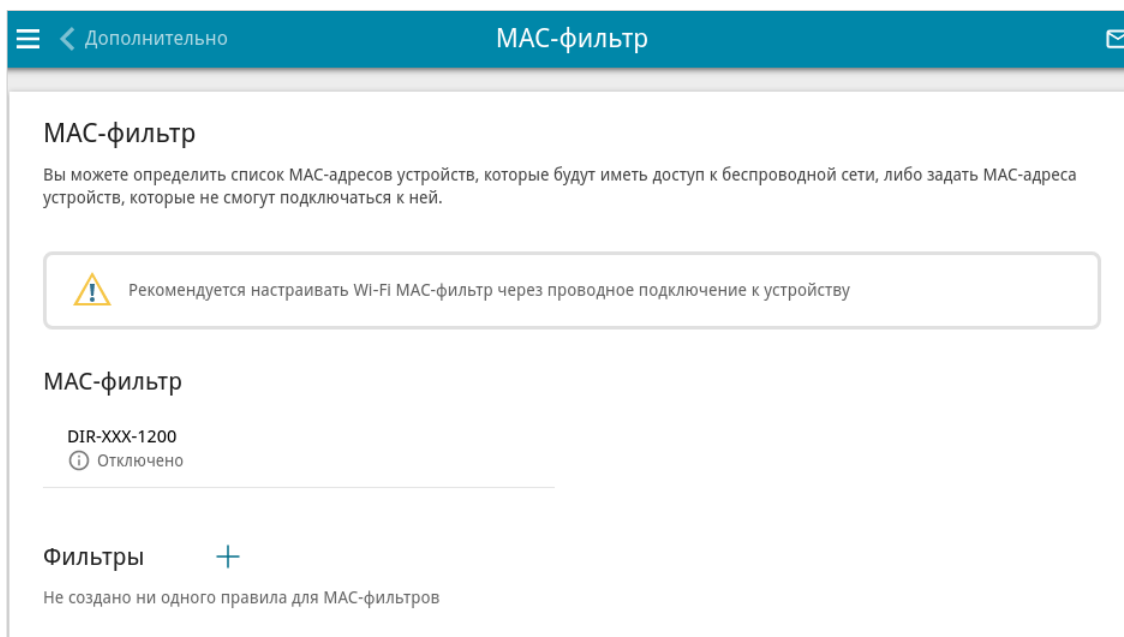 Дополнительно
MAC-фильтр
MAC-фильтр
Вы можете определить список MAC-адресов устройств, которые будут иметь доступ к беспроводной сети, либо задать MAC-адреса
устройств, которые не смогут подключаться к ней.
Рекомендуется настраивать Wi-Fi MAC-фильтр через проводное подключение к устройству
MAC-фильтр
DIR-XXX-1200
Отключено
Фильтры
Не создано ни одного правила для MAC-фильтров